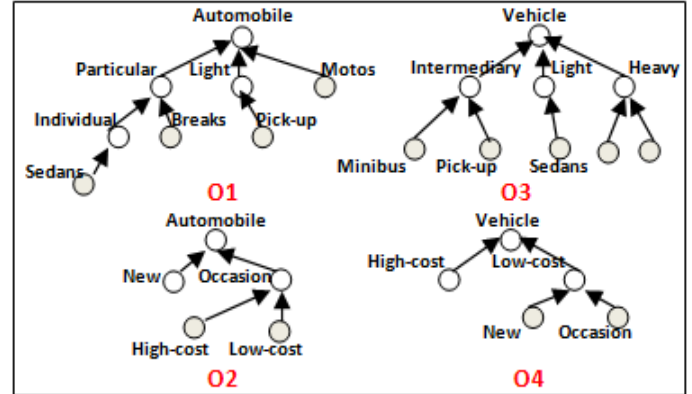 Automobile
Particular Light Motos
Individual Breaks Pick-up
Sedans
O1
Vehicle
Intermediary Light Heavy
Minibus Pick-up Sedans
O3
Automobile
New Occasion
High-cost Low-cost
O2
Vehicle
High-cost Low-cost
New Occasion
O4